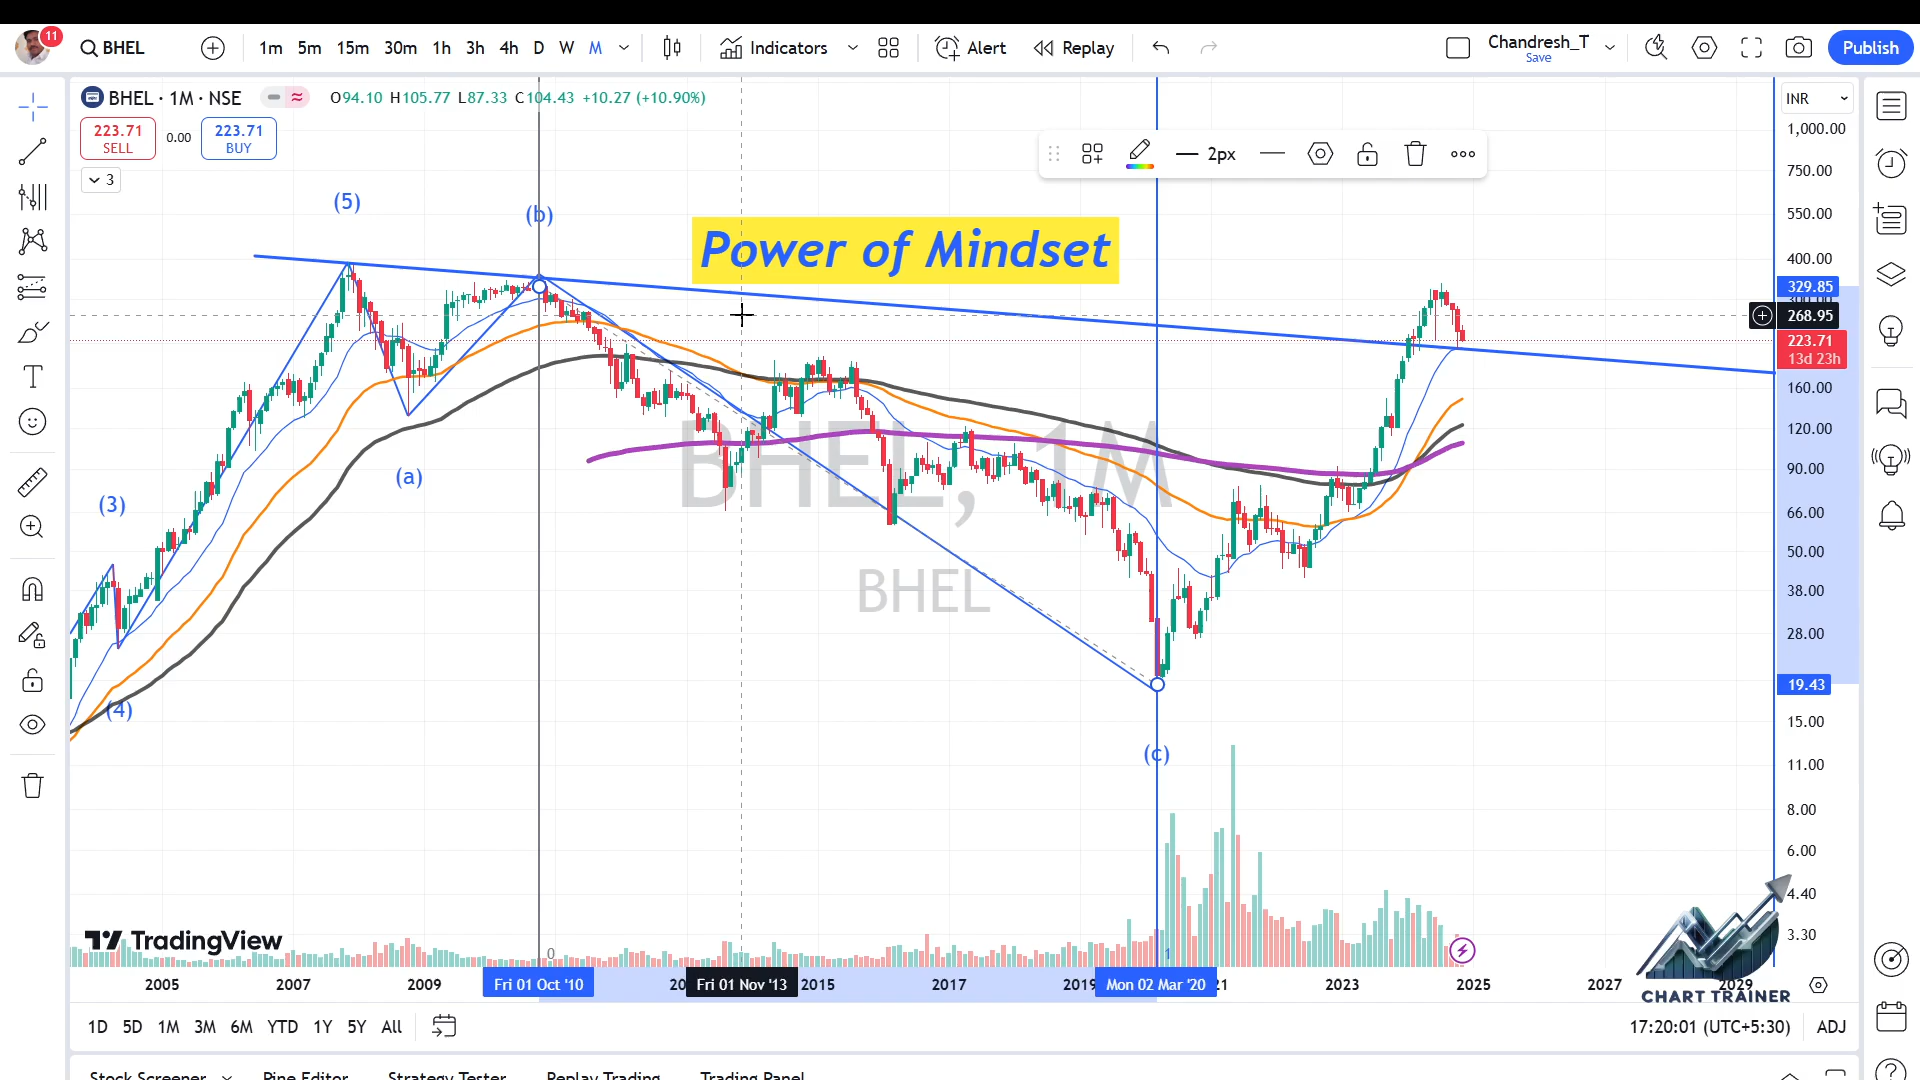 11
BHEL
1m 5m 15m 30m 1h 3h 4h D W M
Indicators
Alert
Replay
Chandresh_T
Save
Publish
BHEL · 1M · NSE
O94.10 H105.77 L87.33 C104.43 +10.27 (+10.90%)
INR
223.71
SELL
0.00
223.71
BUY
3
2px
Power of Mindset
(5)
(b)
(a)
(3)
(4)
(c)
BHEL, 1M
BHEL
1,000.00
750.00
550.00
400.00
329.85
300.00
268.95
223.71
13d 23h
160.00
120.00
90.00
66.00
50.00
38.00
28.00
19.43
15.00
11.00
8.00
6.00
4.40
3.30
TradingView
0
1
CHART TRAINER
2005 2007 2009 Fri 01 Oct '10 Fri 01 Nov '13 2015 2017 2019 Mon 02 Mar '20 2023 2025 2027 2029
1D 5D 1M 3M 6M YTD 1Y 5Y All
17:20:01 (UTC+5:30) ADJ
Stock Screener Pine Editor Strategy Tester Replay Trading Trading Panel